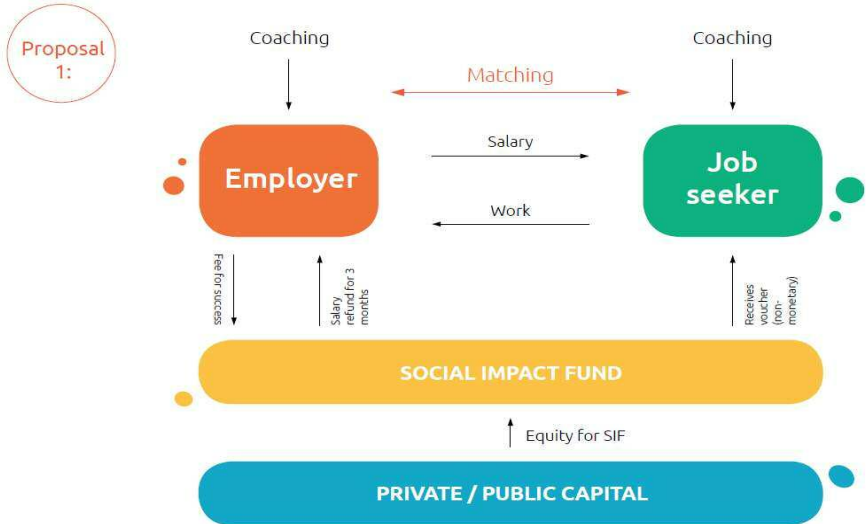 Proposal
1:
Coaching
Coaching
Matching
Employer
Salary
Work
Job
seeker
Fee for success
Salary
refund for 3
months
Receives
voucher
(non-
monetary)
SOCIAL IMPACT FUND
Equity for SIF
PRIVATE / PUBLIC CAPITAL